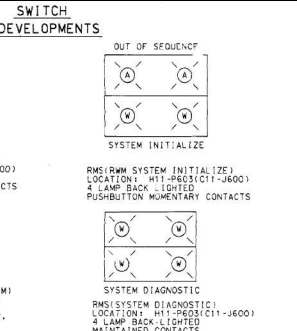 SWITCH
DEVELOPMENTS
OUT OF SEQUENCE
A A
W W
SYSTEM INITIALIZE
00)
CTS
RMS(RWM SYSTEM INITIALIZE)
LOCATION: H11-P603(C11-J600)
4 LAMP BACK LIGHTED
PUSHBUTTON MOMENTARY CONTACTS
W W
W W
M)
SYSTEM DIAGNOSTIC
RMS(SYSTEM DIAGNOSTIC)
LOCATION: H11-P603(C11-J600)
4 LAMP BACK-LIGHTED
MAINTAINED CONTACTS